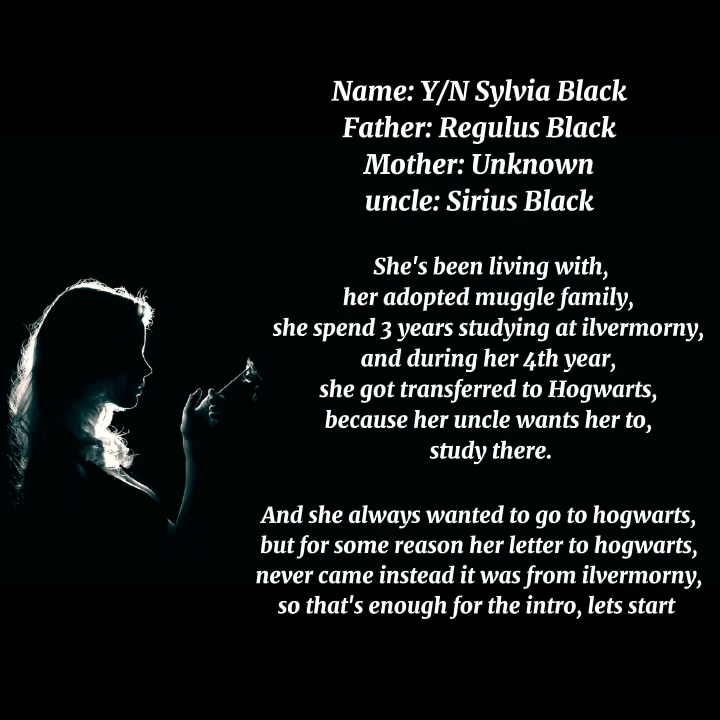 Name: Y/N Sylvia Black
Father: Regulus Black
Mother: Unknown
uncle: Sirius Black
She's been living with,
her adopted muggle family,
she spend 3 years studying at ilvermorny,
and during her 4th year,
she got transferred to Hogwarts,
because her uncle wants her to,
study there.
And she always wanted to go to hogwarts,
but for some reason her letter to hogwarts,
never came instead it was from ilvermorny,
so that's enough for the intro, lets start